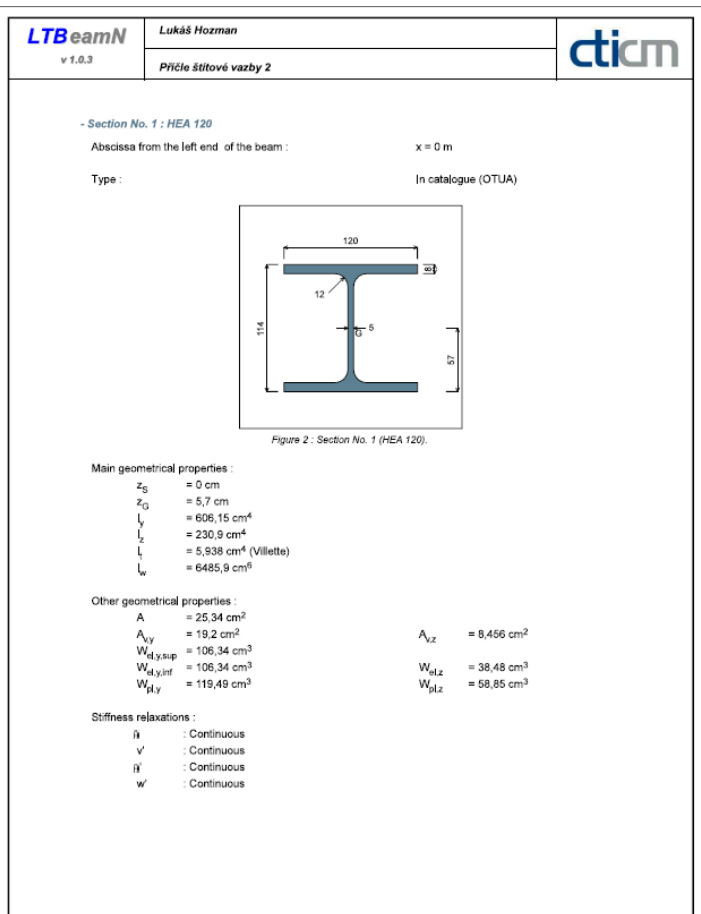 LTBeamN
v 1.0.3
Lukáš Hozman
Příčle štítové vazby 2
cticm
- Section No. 1 : HEA 120
Abscissa from the left end of the beam : x = 0 m
Type : In catalogue (OTUA)
120
8
12
114
5
G
57
Figure 2 : Section No. 1 (HEA 120).
Main geometrical properties :
zS = 0 cm
zG = 5,7 cm
Iy = 606,15 cm⁴
Iz = 230,9 cm⁴
It = 5,938 cm⁴ (Villette)
Iw = 6485,9 cm⁶
Other geometrical properties :
A = 25,34 cm²
Av,y = 19,2 cm² Av,z = 8,456 cm²
Wel,y,sup = 106,34 cm³
Wel,y,inf = 106,34 cm³ Wel,z = 38,48 cm³
Wpl,y = 119,49 cm³ Wpl,z = 58,85 cm³
Stiffness relaxations :
: Continuous
v' : Continuous
: Continuous
w' : Continuous